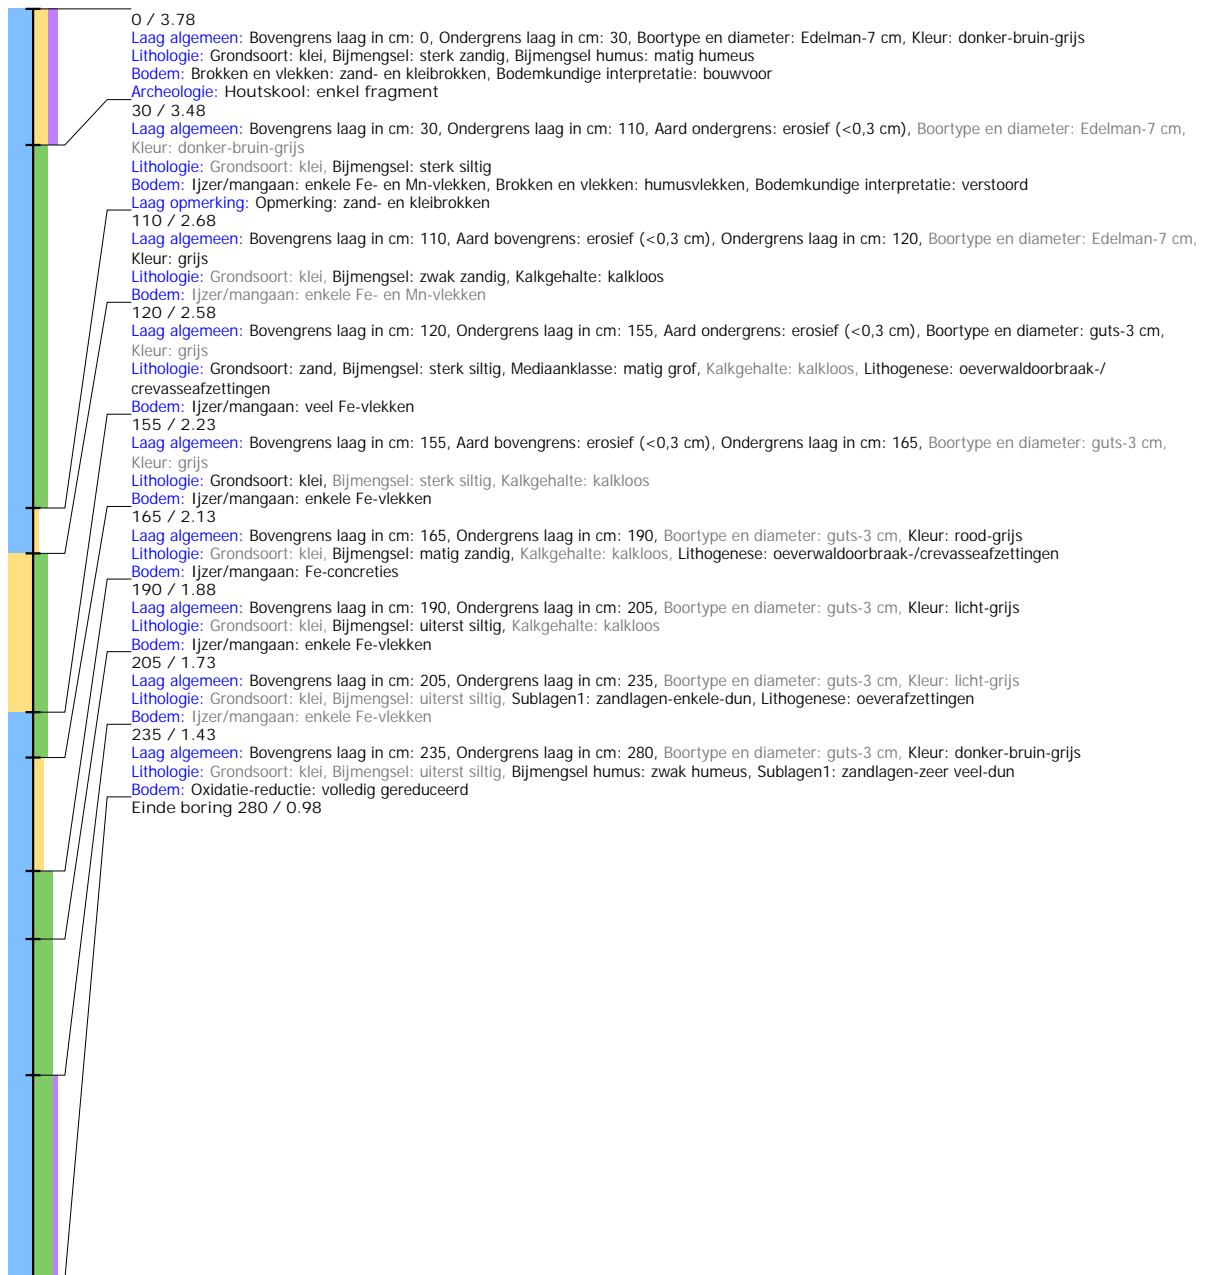 0 / 3.78
Laag algemeen: Bovengrens laag in cm: 0, Ondergrens laag in cm: 30, Boortype en diameter: Edelman-7 cm, Kleur: donker-bruin-grijs
Lithologie: Grondsoort: klei, Bijmengsel: sterk zandig, Bijmengsel humus: matig humeus
Bodem: Brokken en vlekken: zand- en kleibrokken, Bodemkundige interpretatie: bouwvoor
Archeologie: Houtskool: enkel fragment
30 / 3.48
Laag algemeen: Bovengrens laag in cm: 30, Ondergrens laag in cm: 110, Aard ondergrens: erosief (<0,3 cm), Boortype en diameter: Edelman-7 cm,
Kleur: donker-bruin-grijs
Lithologie: Grondsoort: klei, Bijmengsel: sterk siltig
Bodem: Ijzer/mangaan: enkele Fe- en Mn-vlekken, Brokken en vlekken: humusvlekken, Bodemkundige interpretatie: verstoord
Laag opmerking: Opmerking: zand- en kleibrokken
110 / 2.68
Laag algemeen: Bovengrens laag in cm: 110, Aard bovengrens: erosief (<0,3 cm), Ondergrens laag in cm: 120, Boortype en diameter: Edelman-7 cm,
Kleur: grijs
Lithologie: Grondsoort: klei, Bijmengsel: zwak zandig, Kalkgehalte: kalkloos
Bodem: Ijzer/mangaan: enkele Fe- en Mn-vlekken
120 / 2.58
Laag algemeen: Bovengrens laag in cm: 120, Ondergrens laag in cm: 155, Aard ondergrens: erosief (<0,3 cm), Boortype en diameter: guts-3 cm,
Kleur: grijs
Lithologie: Grondsoort: zand, Bijmengsel: sterk siltig, Mediaanklasse: matig grof, Kalkgehalte: kalkloos, Lithogenese: oeverwaldoorbraak-/
crevasseafzettingen
Bodem: Ijzer/mangaan: veel Fe-vlekken
155 / 2.23
Laag algemeen: Bovengrens laag in cm: 155, Aard bovengrens: erosief (<0,3 cm), Ondergrens laag in cm: 165, Boortype en diameter: guts-3 cm,
Kleur: grijs
Lithologie: Grondsoort: klei, Bijmengsel: sterk siltig, Kalkgehalte: kalkloos
Bodem: Ijzer/mangaan: enkele Fe-vlekken
165 / 2.13
Laag algemeen: Bovengrens laag in cm: 165, Ondergrens laag in cm: 190, Boortype en diameter: guts-3 cm, Kleur: rood-grijs
Lithologie: Grondsoort: klei, Bijmengsel: matig zandig, Kalkgehalte: kalkloos, Lithogenese: oeverwaldoorbraak-/crevasseafzettingen
Bodem: Ijzer/mangaan: Fe-concreties
190 / 1.88
Laag algemeen: Bovengrens laag in cm: 190, Ondergrens laag in cm: 205, Boortype en diameter: guts-3 cm, Kleur: licht-grijs
Lithologie: Grondsoort: klei, Bijmengsel: uiterst siltig, Kalkgehalte: kalkloos
Bodem: Ijzer/mangaan: enkele Fe-vlekken
205 / 1.73
Laag algemeen: Bovengrens laag in cm: 205, Ondergrens laag in cm: 235, Boortype en diameter: guts-3 cm, Kleur: licht-grijs
Lithologie: Grondsoort: klei, Bijmengsel: uiterst siltig, Sublagen1: zandlagen-enkele-dun, Lithogenese: oeverafzettingen
Bodem: Ijzer/mangaan: enkele Fe-vlekken
235 / 1.43
Laag algemeen: Bovengrens laag in cm: 235, Ondergrens laag in cm: 280, Boortype en diameter: guts-3 cm, Kleur: donker-bruin-grijs
Lithologie: Grondsoort: klei, Bijmengsel: uiterst siltig, Bijmengsel humus: zwak humeus, Sublagen1: zandlagen-zeer veel-dun
Bodem: Oxidatie-reductie: volledig gereduceerd
Einde boring 280 / 0.98